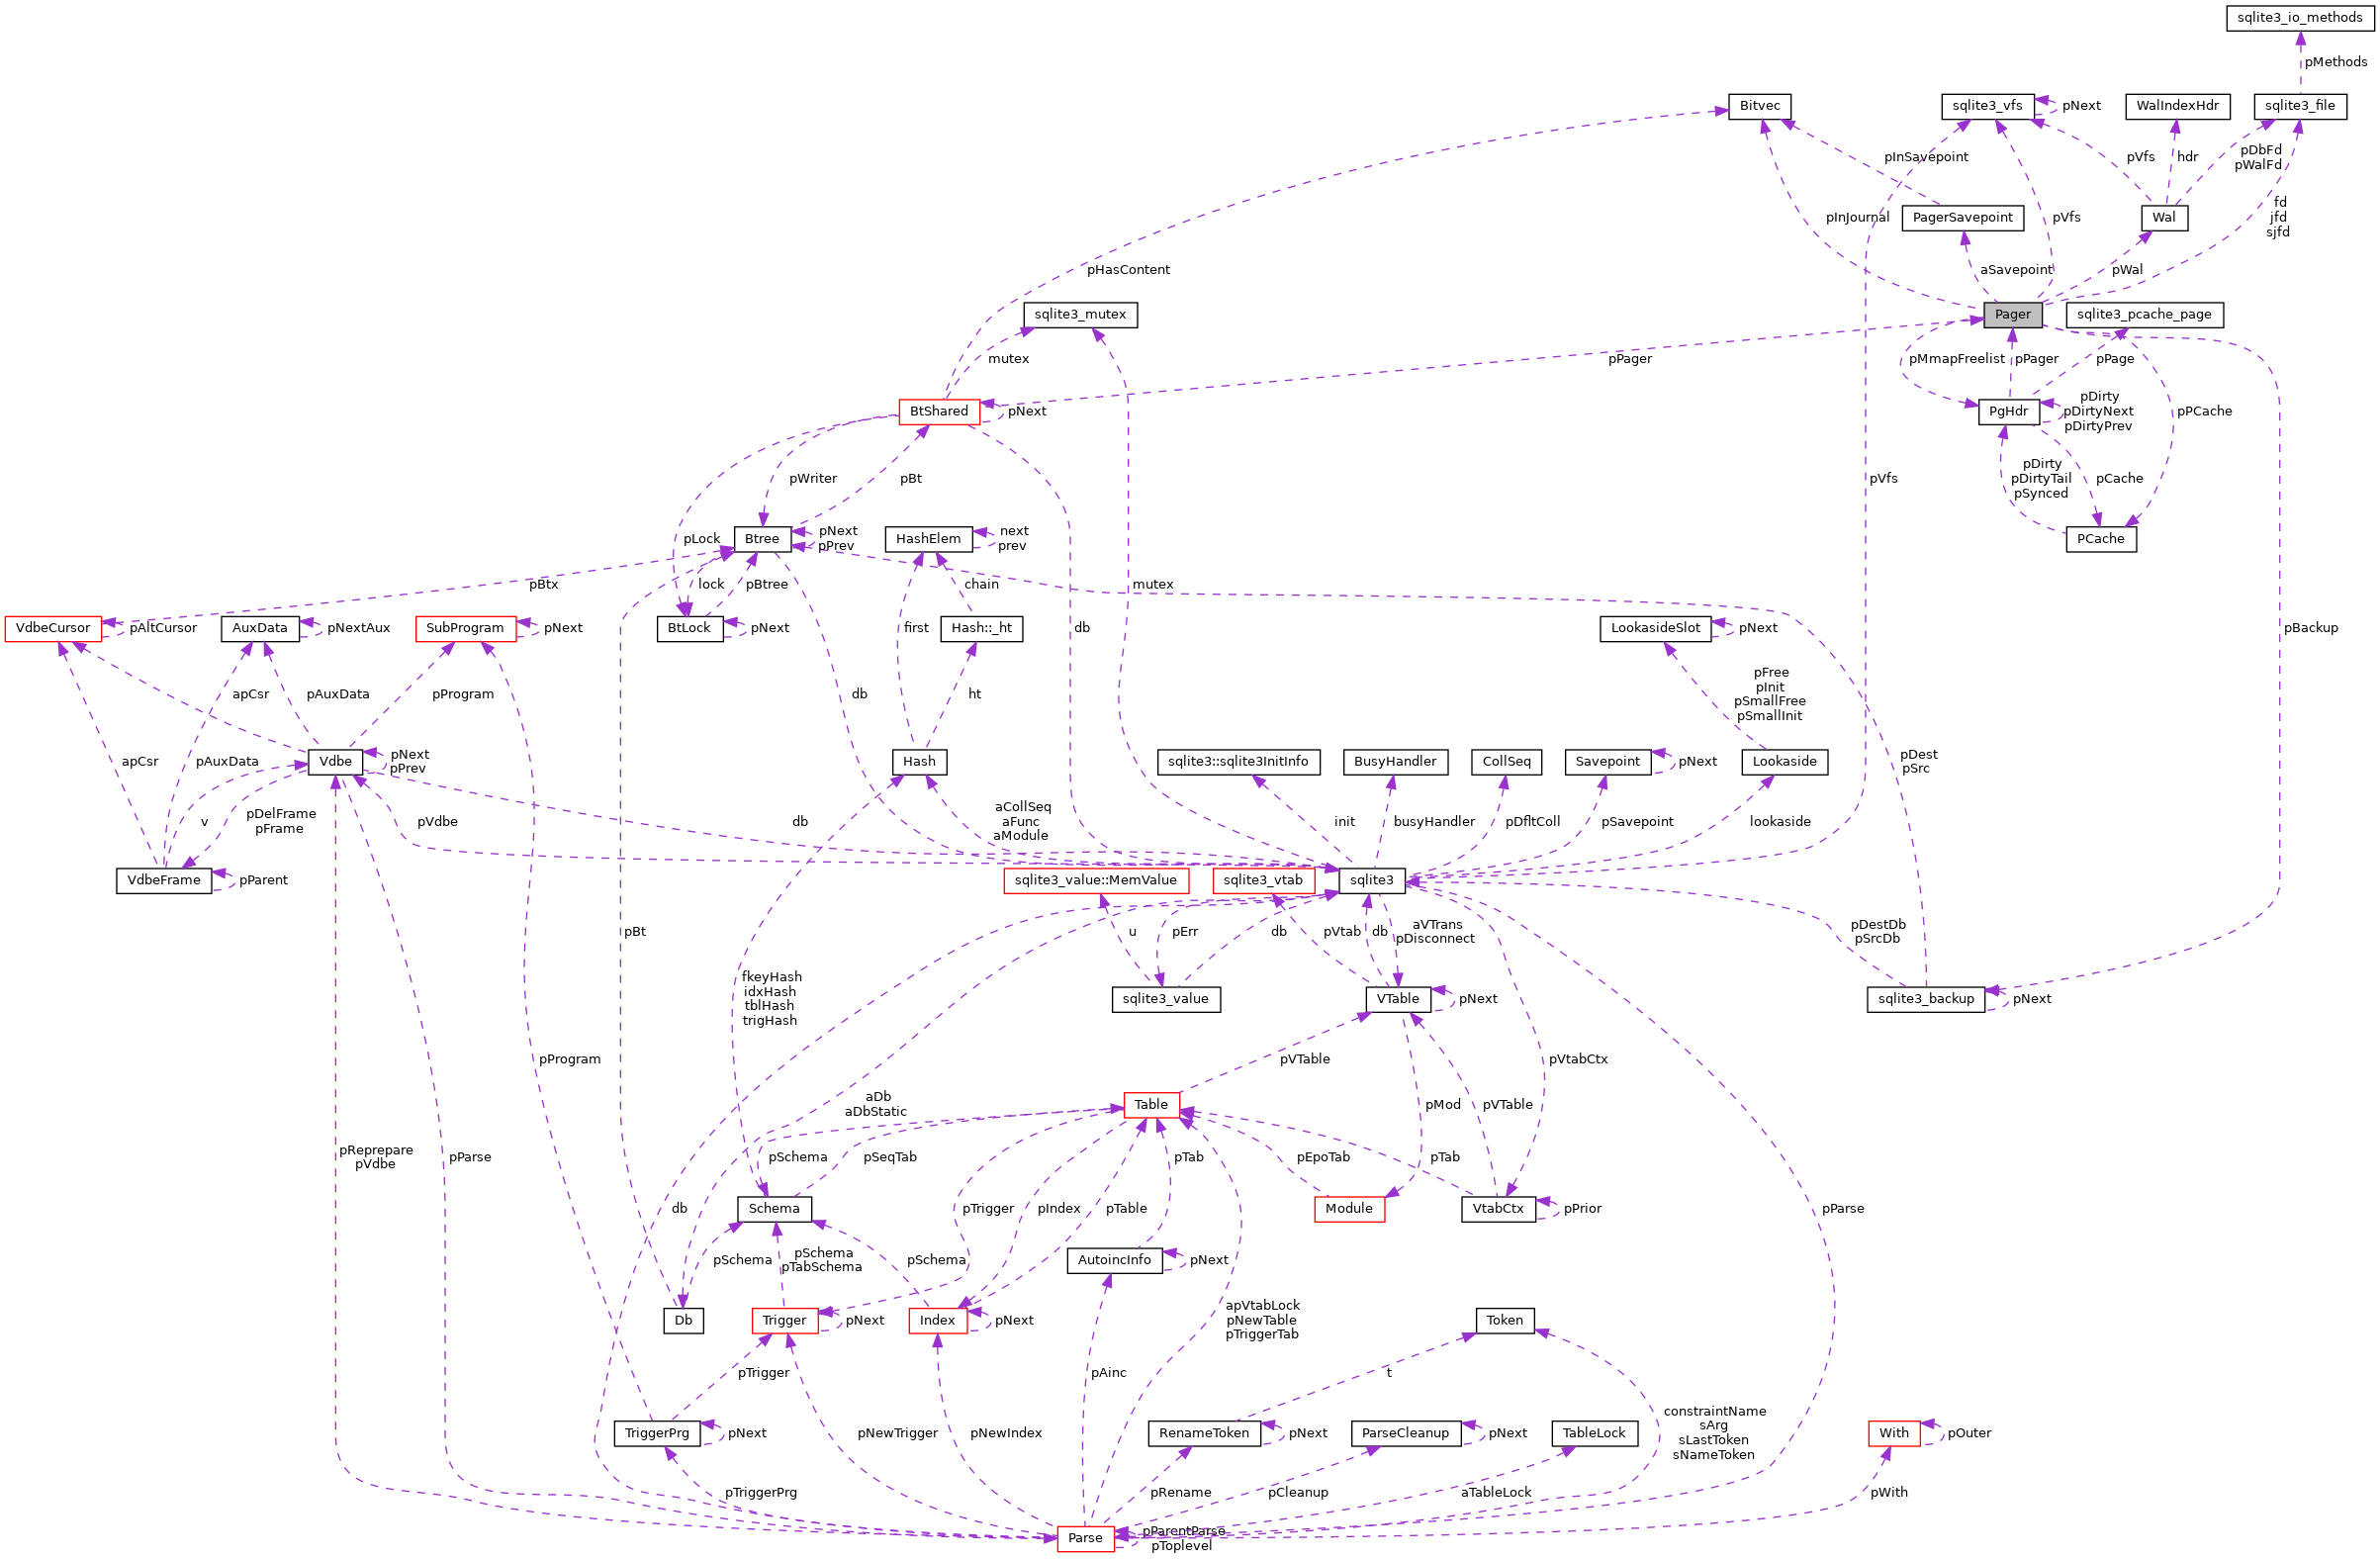 sqlite3_io_methods
pMethods
Bitvec
sqlite3_vfs
pNext
WalIndexHdr
sqlite3_file
pInSavepoint
pVfs
hdr
pDbFd
pWalFd
pInJournal
PagerSavepoint
pVfs
Wal
fd
jfd
sjfd
pHasContent
aSavepoint
pWal
sqlite3_mutex
Pager
sqlite3_pcache_page
mutex
pPager
pMmapFreelist
pPager
pPage
BtShared
pNext
PgHdr
pDirty
pDirtyNext
pDirtyPrev
pPCache
pWriter
pBt
pVfs
pDirty
pDirtyTail
pSynced
pCache
pLock
Btree
pNext
pPrev
HashElem
next
prev
PCache
pBtx
lock
pBtree
chain
mutex
VdbeCursor
pAltCursor
AuxData
pNextAux
SubProgram
pNext
BtLock
pNext
first
Hash::_ht
db
LookasideSlot
pNext
pBackup
apCsr
pAuxData
pProgram
db
ht
pFree
pInit
pSmallFree
pSmallInit
apCsr
pAuxData
Vdbe
pNext
pPrev
Hash
sqlite3::sqlite3InitInfo
BusyHandler
CollSeq
Savepoint
pNext
Lookaside
pDest
pSrc
v
pDelFrame
pFrame
pVdbe
db
aCollSeq
aFunc
aModule
init
busyHandler
pDfltColl
pSavepoint
lookaside
VdbeFrame
pParent
sqlite3_value::MemValue
sqlite3_vtab
sqlite3
pBt
u
pErr
db
pVtab
db
aVTrans
pDisconnect
pDestDb
pSrcDb
fkeyHash
idxHash
tblHash
trigHash
sqlite3_value
VTable
pNext
sqlite3_backup
pNext
pProgram
pVTable
pVtabCtx
aDb
aDbStatic
Table
pMod
pVTable
pReprepare
pVdbe
pParse
pSchema
pSeqTab
pTab
pEpoTab
pTab
db
Schema
pTrigger
pIndex
pTable
Module
VtabCtx
pPrior
pParse
pSchema
pSchema
pTabSchema
pSchema
AutoincInfo
pNext
Db
Trigger
pNext
Index
pNext
apVtabLock
pNewTable
pTriggerTab
Token
pTrigger
pAinc
t
TriggerPrg
pNext
pNewTrigger
pNewIndex
RenameToken
pNext
ParseCleanup
pNext
TableLock
constraintName
sArg
sLastToken
sNameToken
With
pOuter
pTriggerPrg
pRename
pCleanup
aTableLock
pWith
Parse
pParentParse
pToplevel